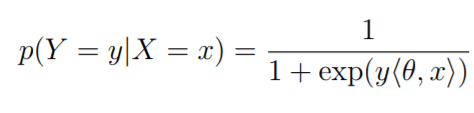 p(Y = y|X = x) = 1 / (1 + exp(y⟨θ, x⟩))